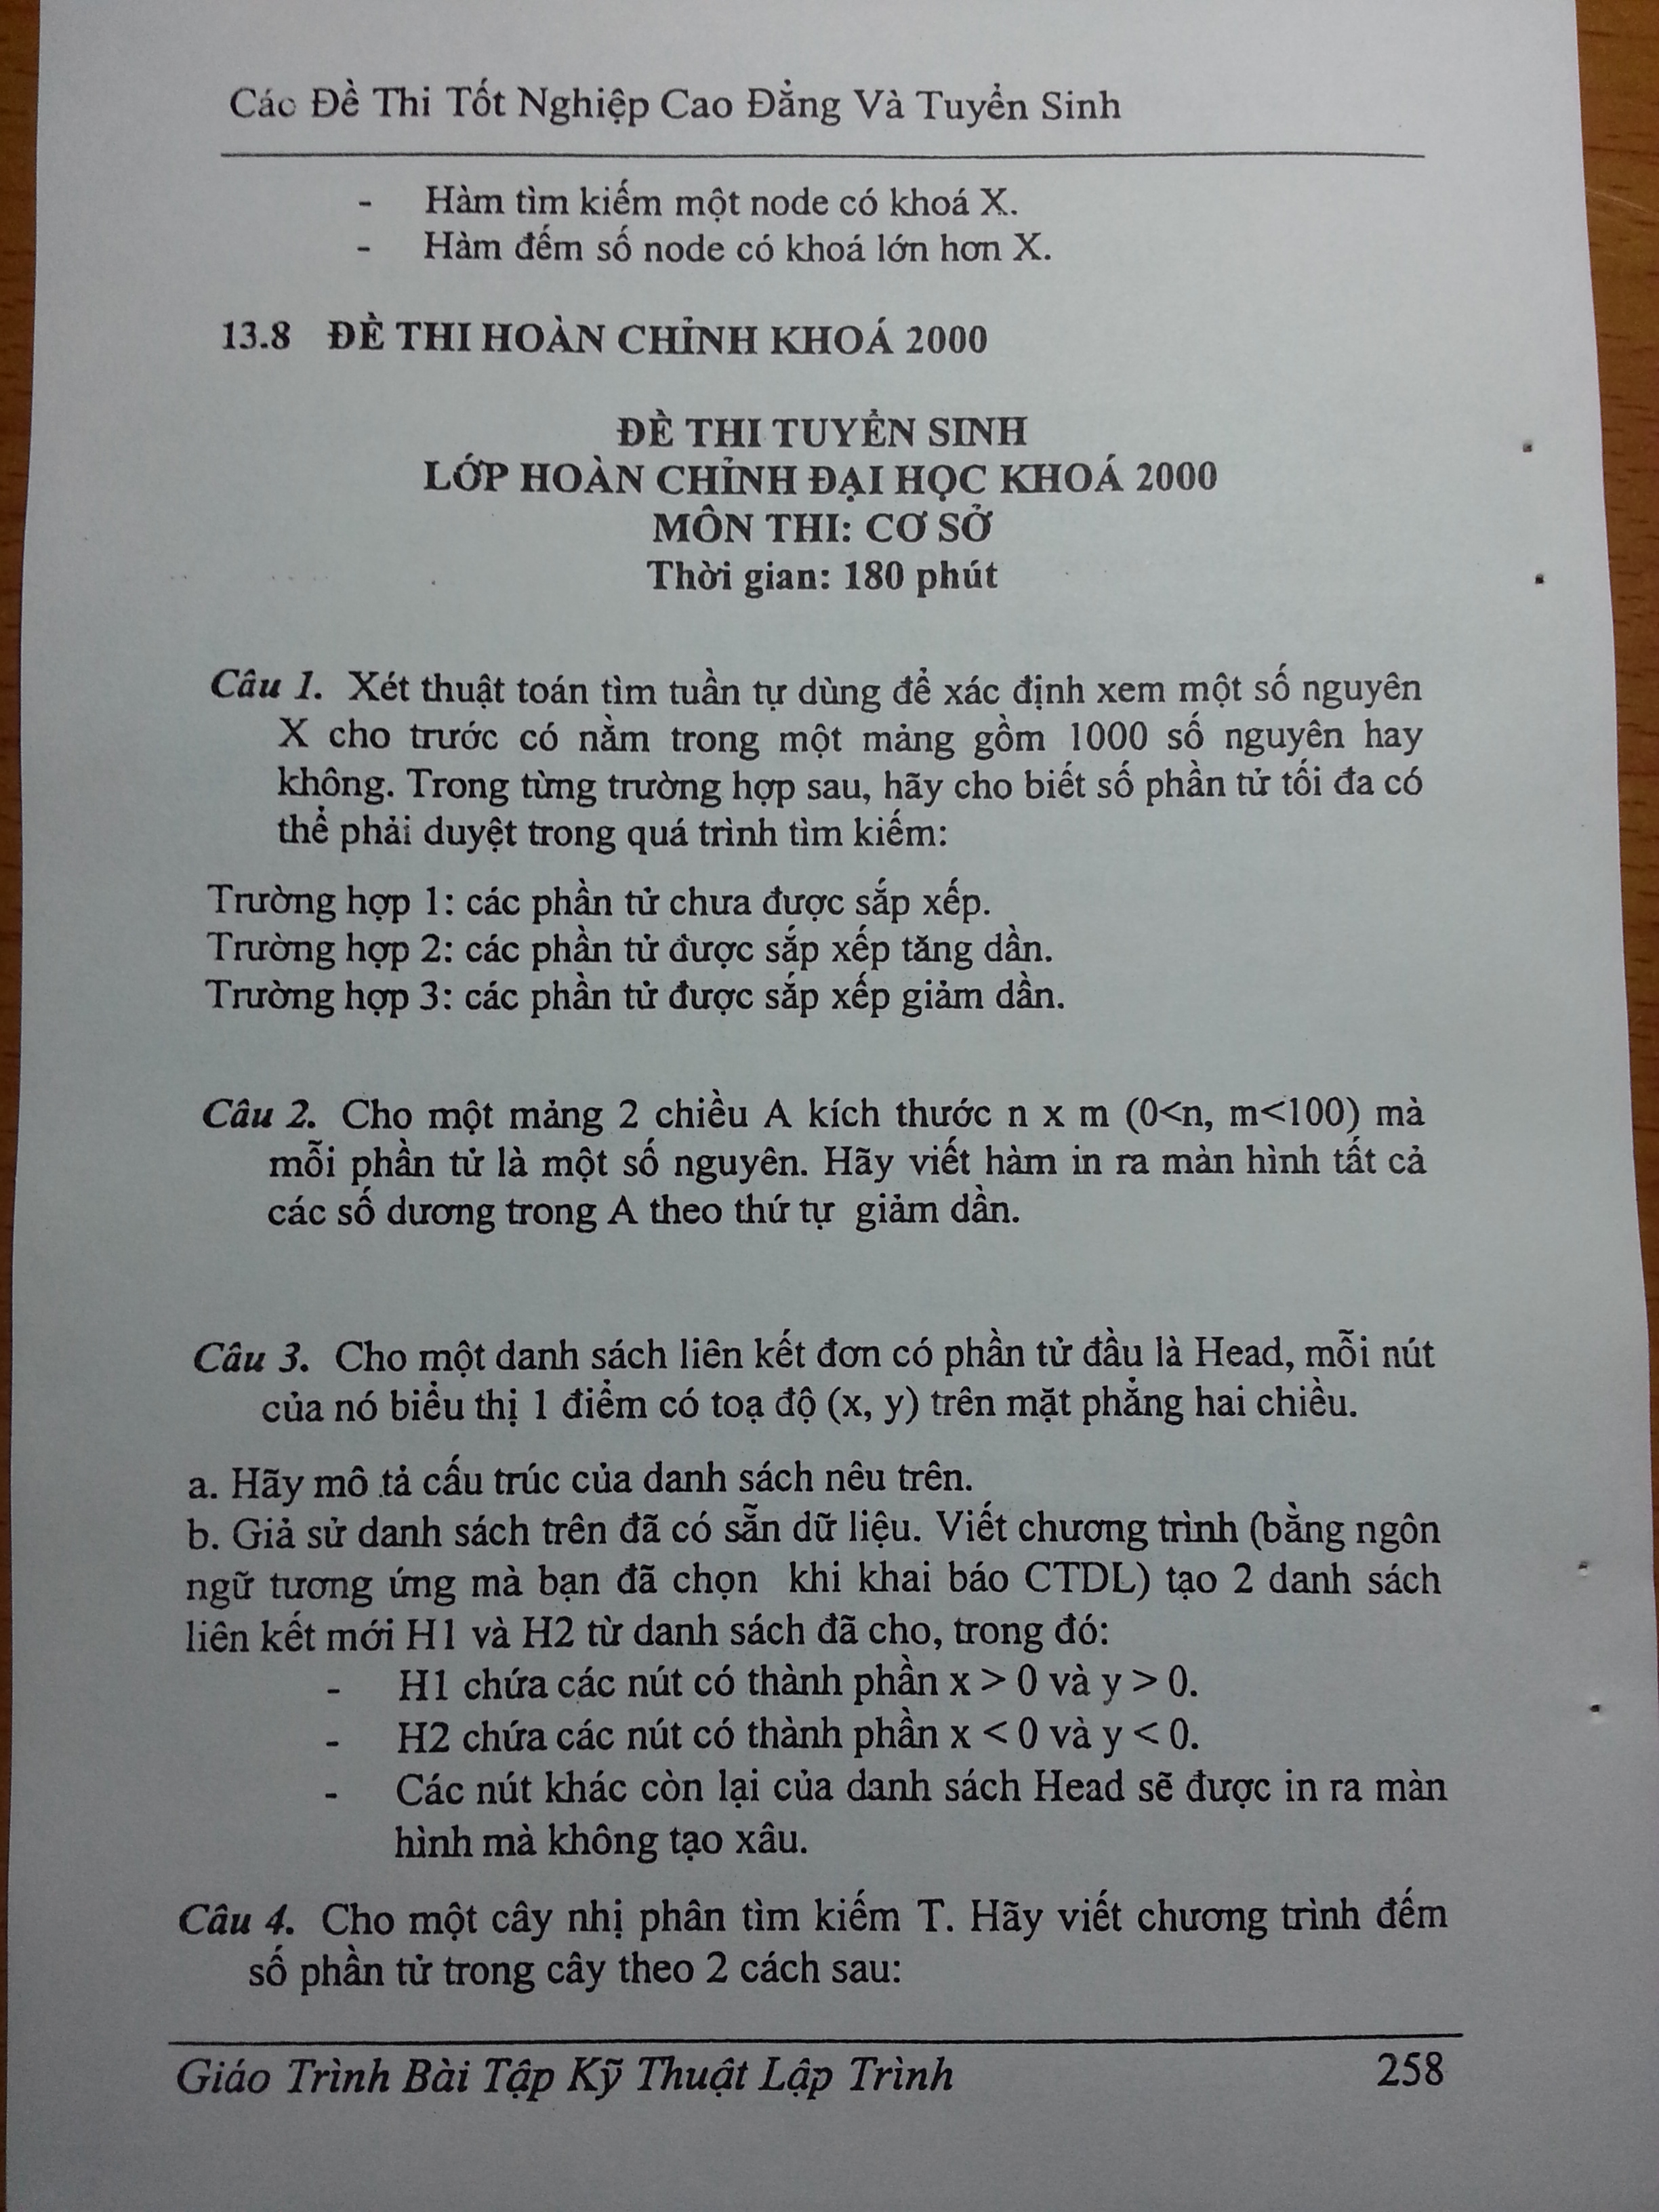 Các Đề Thi Tốt Nghiệp Cao Đẳng Và Tuyển Sinh
- Hàm tìm kiếm một node có khoá X.
- Hàm đếm số node có khoá lớn hơn X.
13.8 ĐỀ THI HOÀN CHỈNH KHOÁ 2000
ĐỀ THI TUYỂN SINH
LỚP HOÀN CHỈNH ĐẠI HỌC KHOÁ 2000
MÔN THI: CƠ SỞ
Thời gian: 180 phút
Câu 1. Xét thuật toán tìm tuần tự dùng để xác định xem một số nguyên
X cho trước có nằm trong một mảng gồm 1000 số nguyên hay
không. Trong từng trường hợp sau, hãy cho biết số phần tử tối đa có
thể phải duyệt trong quá trình tìm kiếm:
Trường hợp 1: các phần tử chưa được sắp xếp.
Trường hợp 2: các phần tử được sắp xếp tăng dần.
Trường hợp 3: các phần tử được sắp xếp giảm dần.
Câu 2. Cho một mảng 2 chiều A kích thước n x m (0<n, m<100) mà
mỗi phần tử là một số nguyên. Hãy viết hàm in ra màn hình tất cả
các số dương trong A theo thứ tự giảm dần.
Câu 3. Cho một danh sách liên kết đơn có phần tử đầu là Head, mỗi nút
của nó biểu thị 1 điểm có toạ độ (x, y) trên mặt phẳng hai chiều.
a. Hãy mô tả cấu trúc của danh sách nêu trên.
b. Giả sử danh sách trên đã có sẵn dữ liệu. Viết chương trình (bằng ngôn
ngữ tương ứng mà bạn đã chọn khi khai báo CTDL) tạo 2 danh sách
liên kết mới H1 và H2 từ danh sách đã cho, trong đó:
- H1 chứa các nút có thành phần x > 0 và y > 0.
- H2 chứa các nút có thành phần x < 0 và y < 0.
- Các nút khác còn lại của danh sách Head sẽ được in ra màn
hình mà không tạo xâu.
Câu 4. Cho một cây nhị phân tìm kiếm T. Hãy viết chương trình đếm
số phần tử trong cây theo 2 cách sau:
Giáo Trình Bài Tập Kỹ Thuật Lập Trình 258